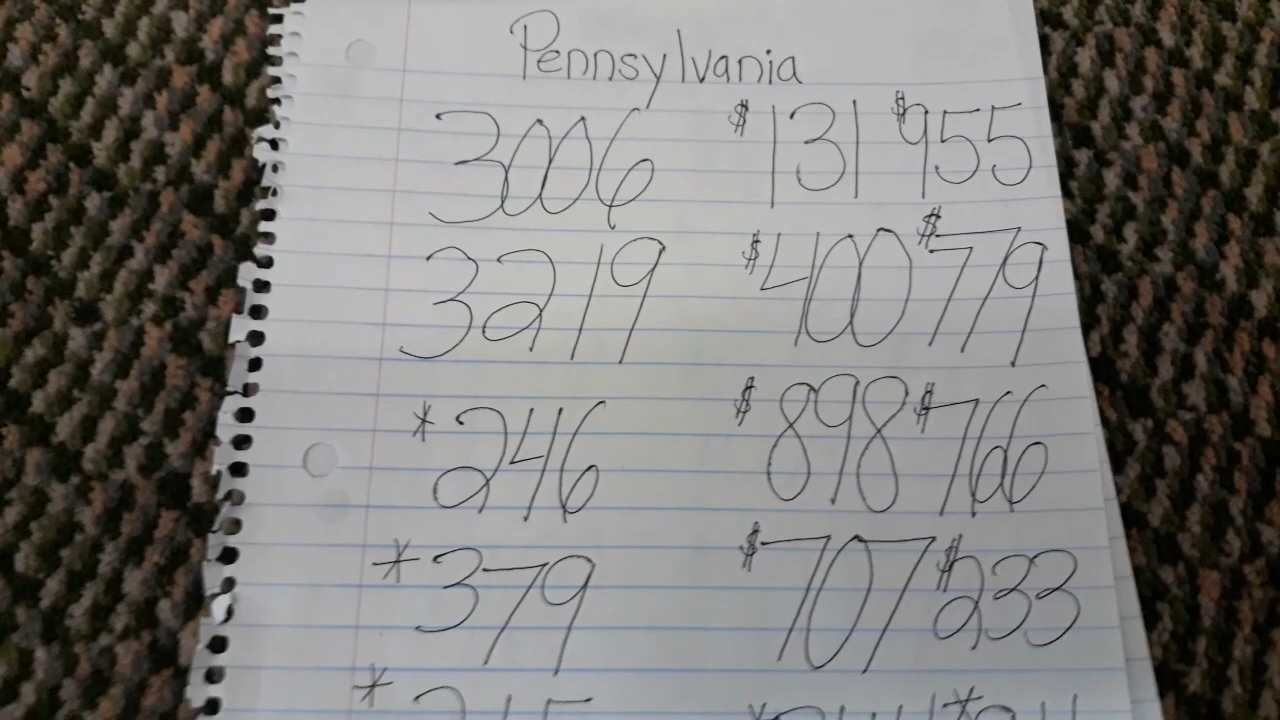 Pennsylvania
3006 $131 $955
3219 $400 $779
*246 $898 $766
*379 $707 $233